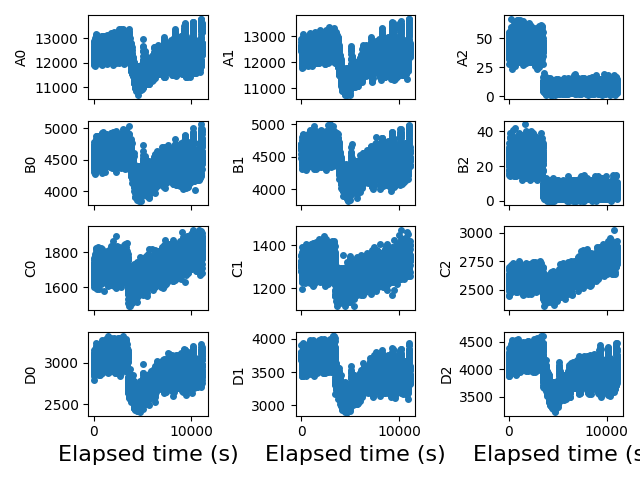 A0 13000 12000 11000
A1 13000 12000 11000
A2 50 25 0
B0 5000 4500 4000
B1 5000 4500 4000
B2 40 20 0
C0 1800 1600
C1 1400 1200
C2 3000 2750 2500
D0 3000 2500
D1 4000 3500 3000
D2 4500 4000 3500
0 10000 0 10000 0 10000
Elapsed time (s) Elapsed time (s) Elapsed time (s